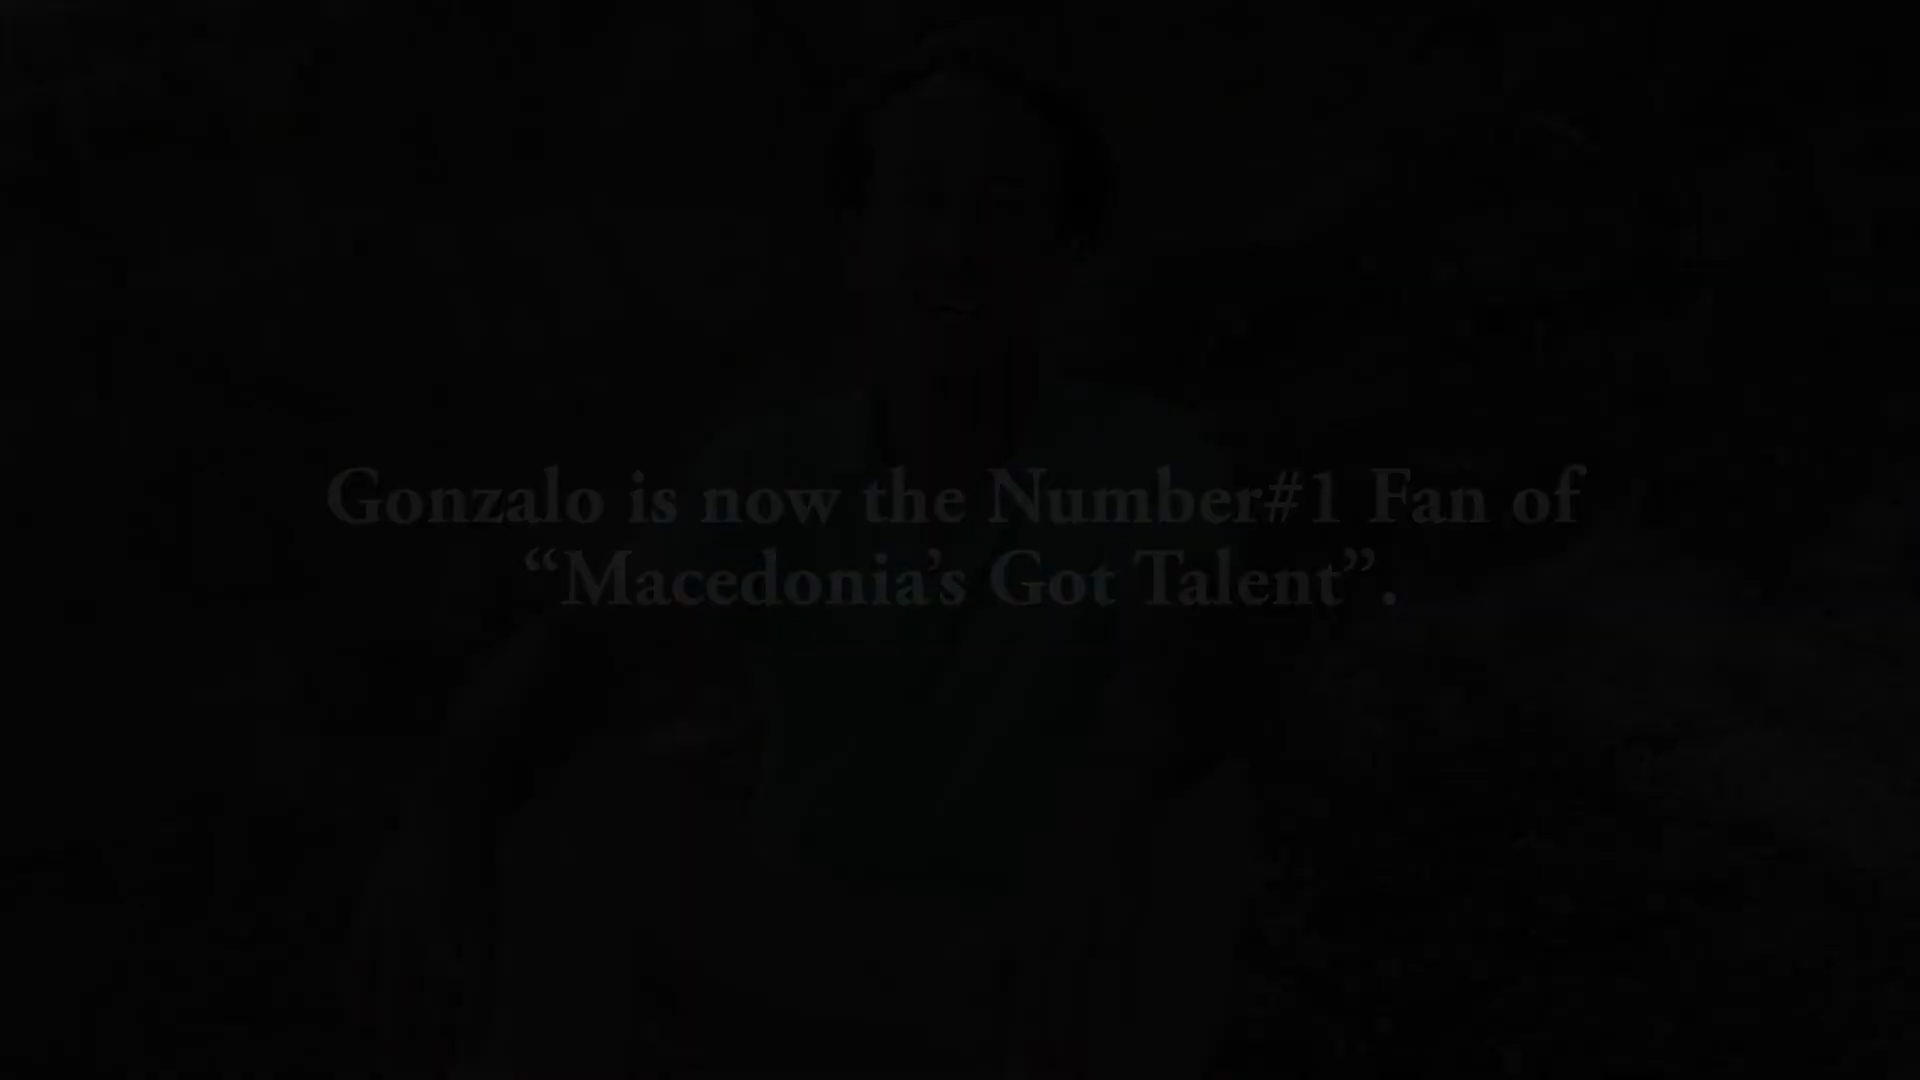 Gonzalo is now the Number#1 Fan of
“Macedonia’s Got Talent”.